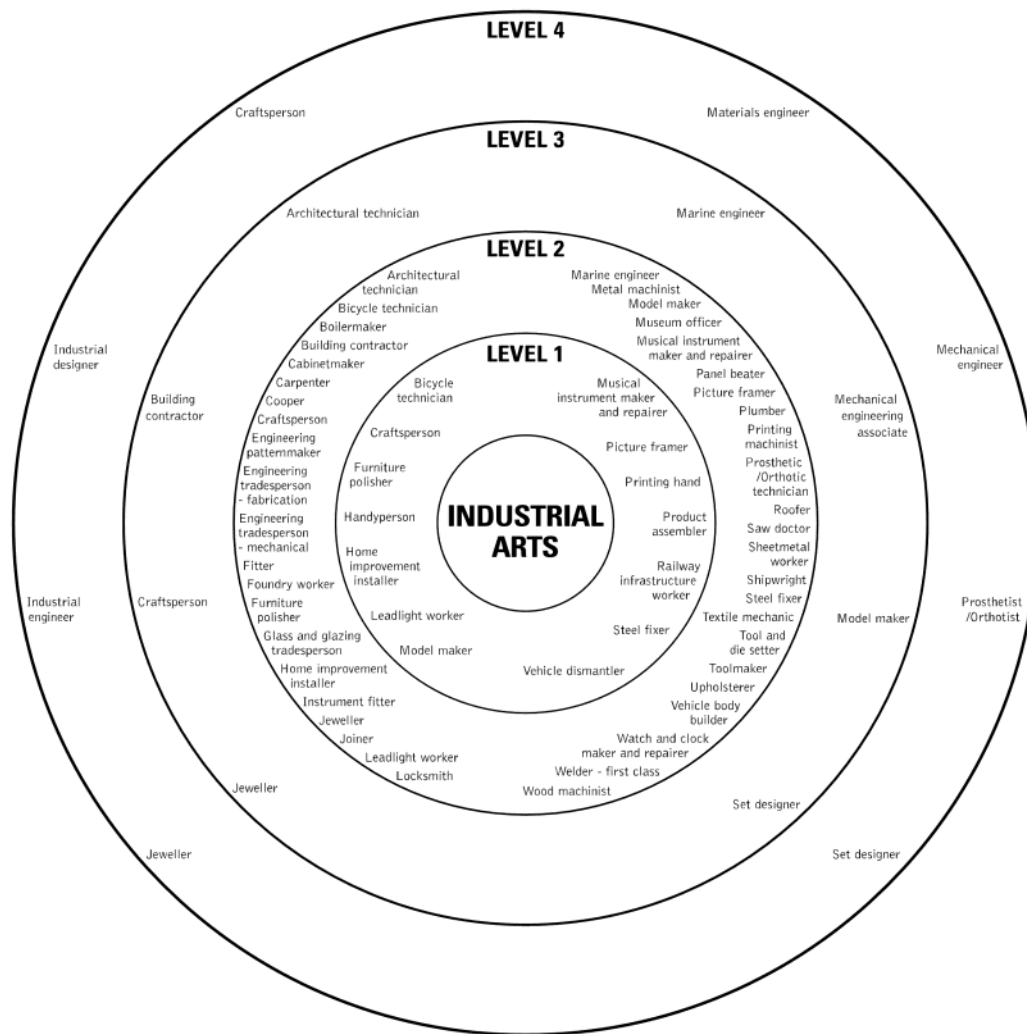 LEVEL 4
Craftsperson
Materials engineer
Industrial
designer
Mechanical
engineer
Industrial
engineer
Prosthetist
/Orthotist
Jeweller
Set designer
LEVEL 3
Architectural technician
Marine engineer
Building
contractor
Mechanical
engineering
associate
Craftsperson
Model maker
Jeweller
Set designer
LEVEL 2
Architectural
technician
Bicycle technician
Boilermaker
Building contractor
Cabinetmaker
Carpenter
Cooper
Craftsperson
Engineering
patternmaker
Engineering
tradesperson
- fabrication
Engineering
tradesperson
- mechanical
Fitter
Foundry worker
Furniture
polisher
Glass and glazing
tradesperson
Home improvement
installer
Instrument fitter
Jeweller
Joiner
Leadlight worker
Locksmith
Marine engineer
Metal machinist
Model maker
Museum officer
Musical instrument
maker and repairer
Panel beater
Picture framer
Plumber
Printing
machinist
Prosthetic
/Orthotic
technician
Roofer
Saw doctor
Sheetmetal
worker
Shipwright
Steel fixer
Textile mechanic
Tool and
die setter
Toolmaker
Upholsterer
Vehicle body
builder
Watch and clock
maker and repairer
Welder - first class
Wood machinist
LEVEL 1
Bicycle
technician
Craftsperson
Furniture
polisher
Handyperson
Home
improvement
installer
Leadlight worker
Model maker
Musical
instrument maker
and repairer
Picture framer
Printing hand
Product
assembler
Railway
infrastructure
worker
Steel fixer
Vehicle dismantler
INDUSTRIAL
ARTS